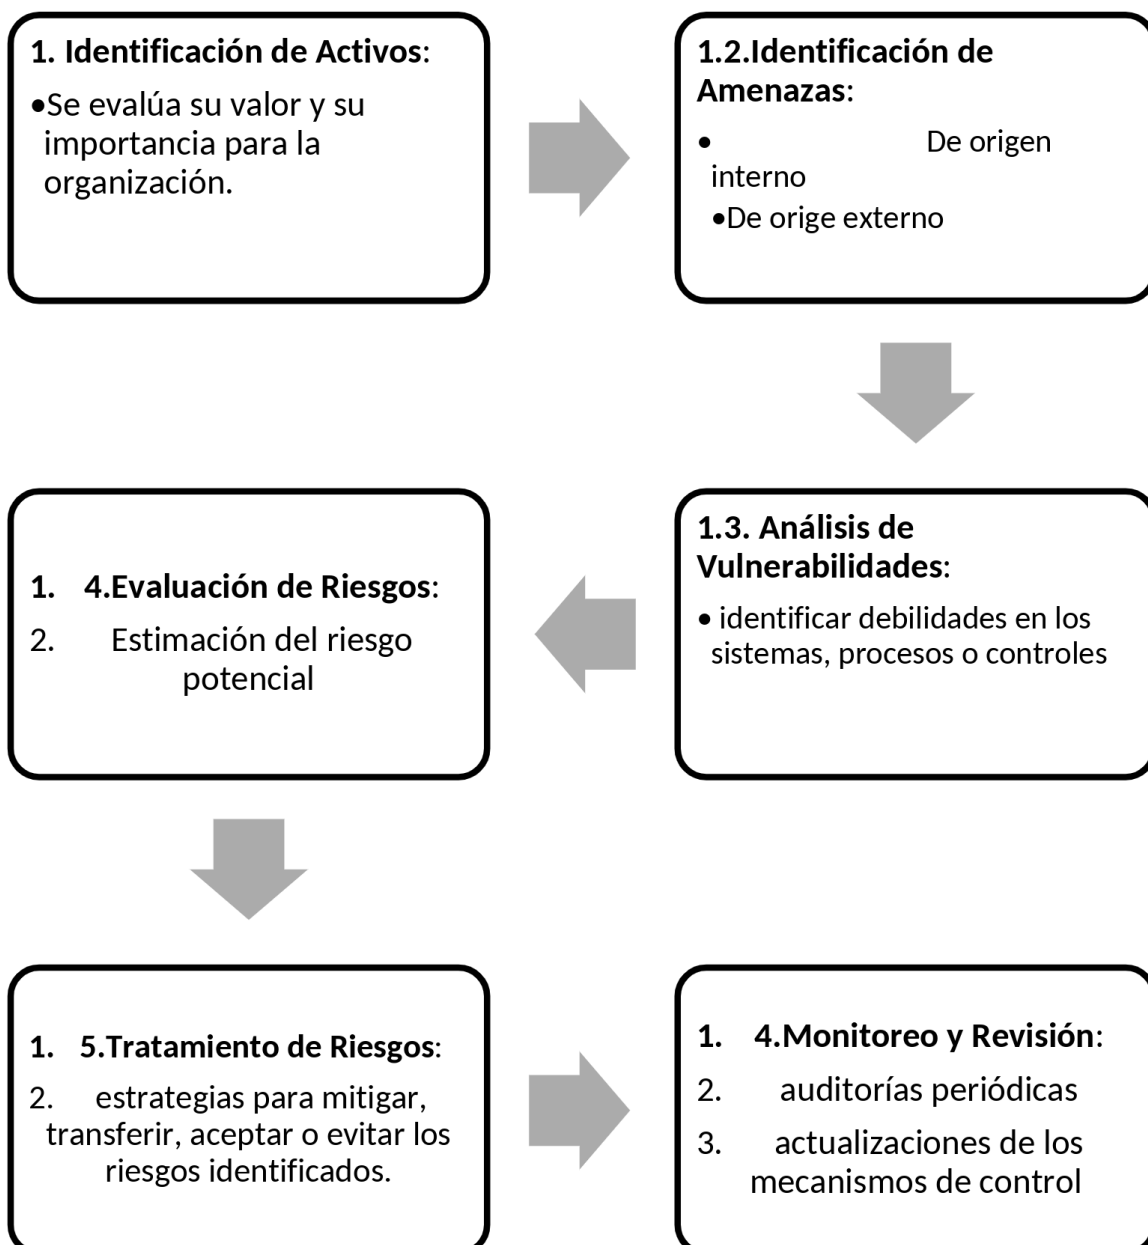 1. Identificación de Activos:
•Se evalúa su valor y su
importancia para la
organización.
1.2.Identificación de
Amenazas:
• De origen
interno
•De orige externo
1.3. Análisis de
Vulnerabilidades:
• identificar debilidades en los
sistemas, procesos o controles
1. 4.Evaluación de Riesgos:
2. Estimación del riesgo
potencial
1. 5.Tratamiento de Riesgos:
2. estrategias para mitigar,
transferir, aceptar o evitar los
riesgos identificados.
1. 4.Monitoreo y Revisión:
2. auditorías periódicas
3. actualizaciones de los
mecanismos de control